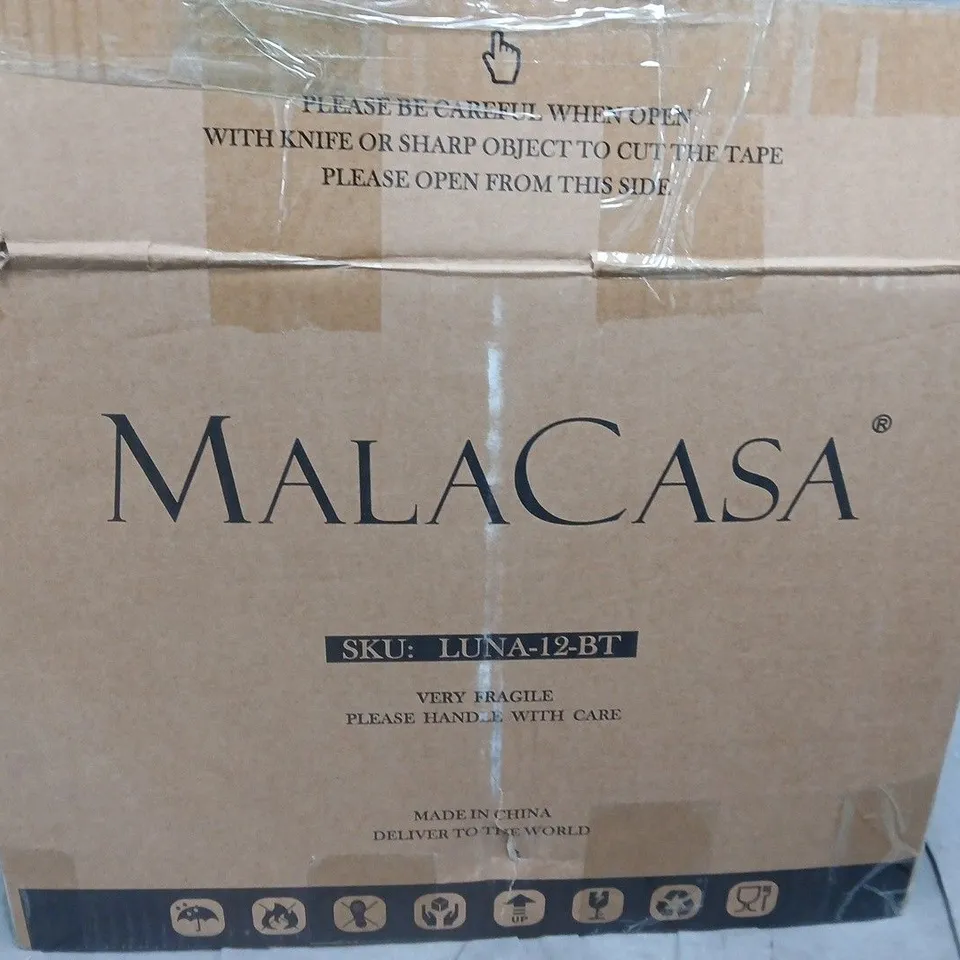 PLEASE BE CAREFUL WHEN OPEN
WITH KNIFE OR SHARP OBJECT TO CUT THE TAPE
PLEASE OPEN FROM THIS SIDE
MALACASA®
SKU: LUNA-12-BT
VERY FRAGILE
PLEASE HANDLE WITH CARE
MADE IN CHINA
DELIVER TO THE WORLD
UP